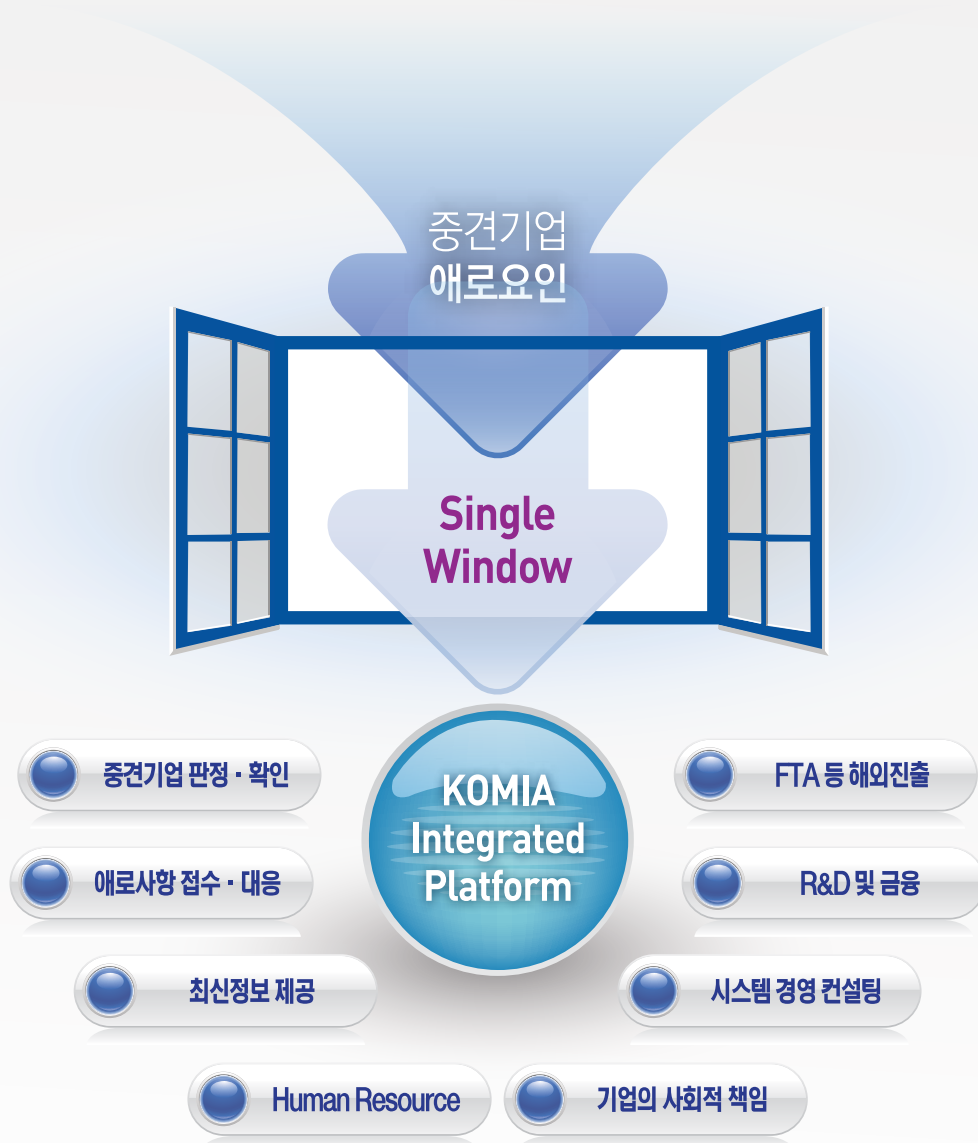 중견기업
애로요인
Single
Window
KOMIA
Integrated
Platform
중견기업 판정 · 확인
FTA 등 해외진출
애로사항 접수 · 대응
R&D 및 금융
최신정보 제공
시스템 경영 컨설팅
Human Resource
기업의 사회적 책임